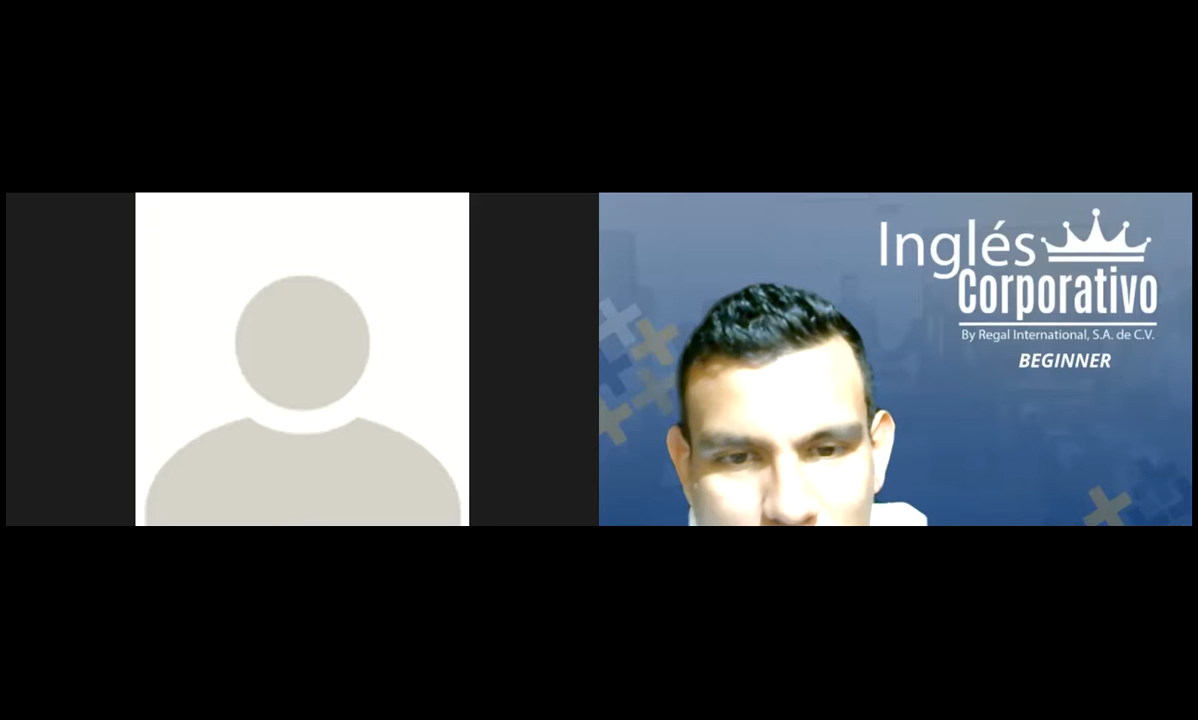 Inglés
Corporativo
By Regal International, S.A. de C.V.
BEGINNER